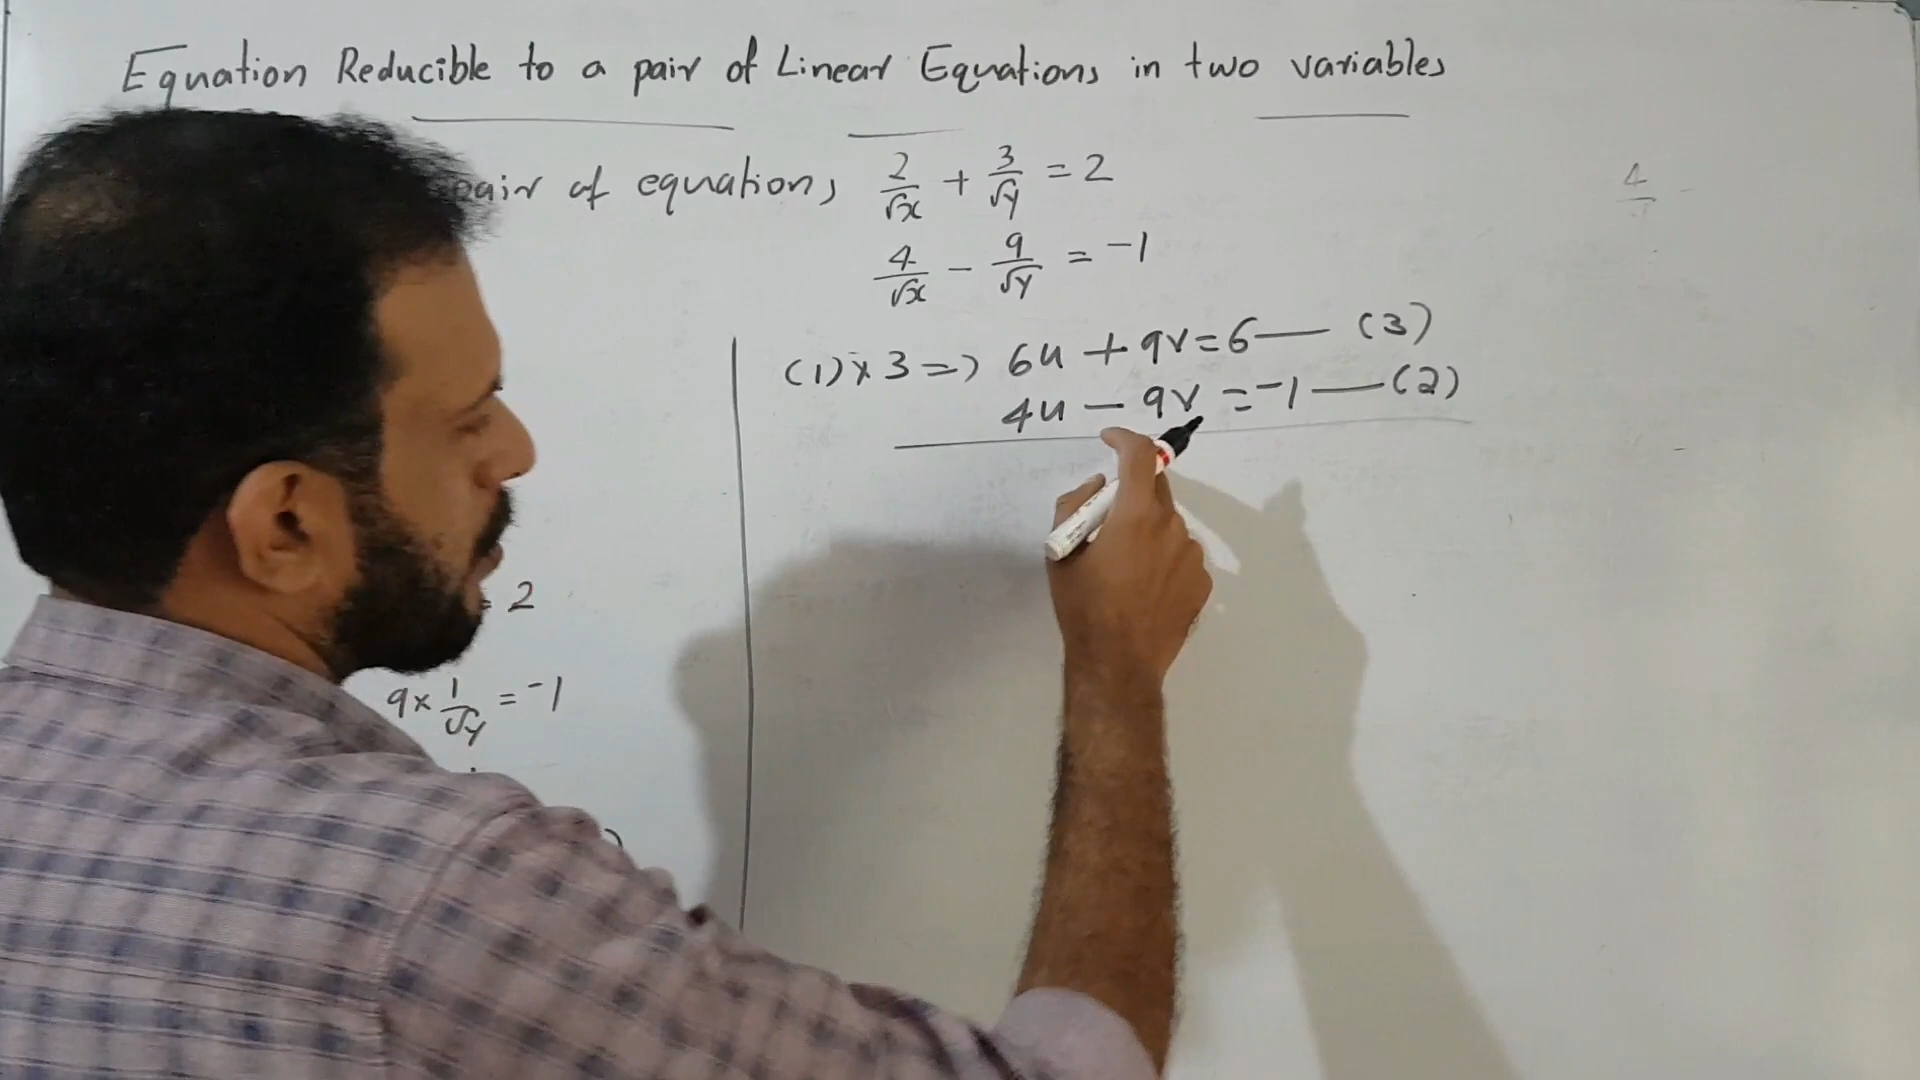 Equation Reducible to a pair of Linear Equations in two variables
pair of equations 2/√x + 3/√y = 2
4/√x - 9/√y = -1
(1) x 3 => 6u + 9v = 6 — (3)
4u - 9v = -1 — (2)
= 2
9 x 1/√y = -1
)
4